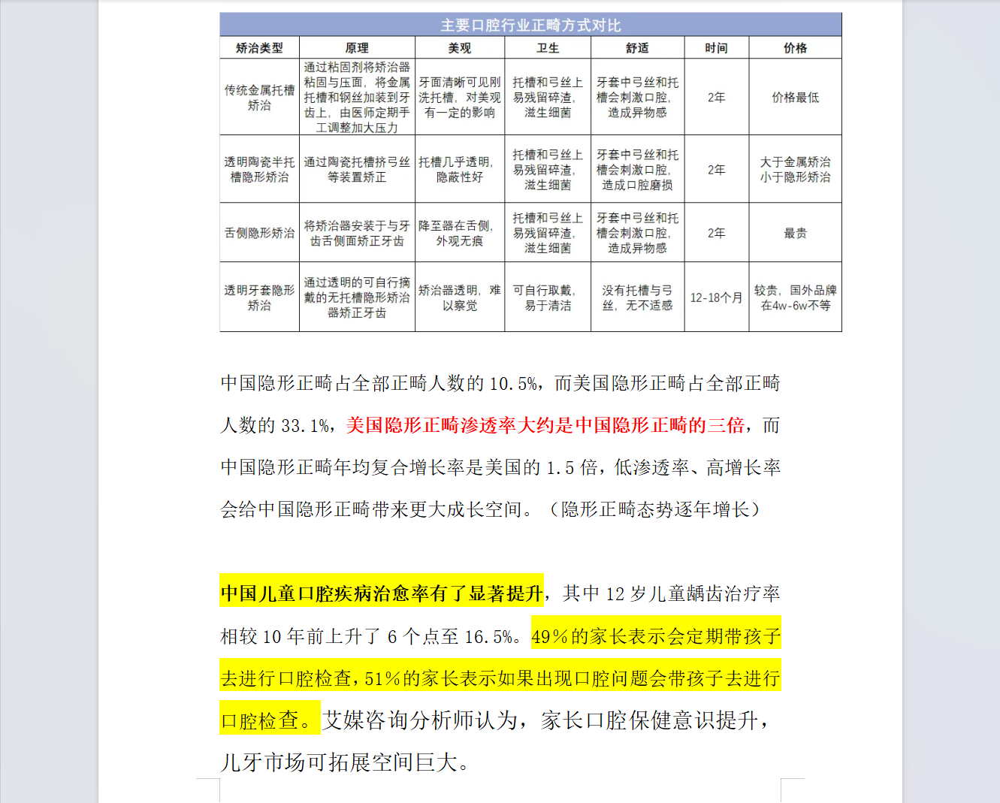 主要口腔行业正畸方式对比
矫治类型 原理 美观 卫生 舒适 时间 价格
传统金属托槽
矫治
通过粘固剂将矫治器
粘固与压面，将金属
托槽和钢丝加装到牙
齿上，由医师定期手
工调整加大压力
牙面清晰可见刚
洗托槽，对美观
有一定的影响
托槽和弓丝上
易残留碎渣，
滋生细菌
牙套中弓丝和托
槽会刺激口腔，
造成异物感
2年
价格最低
透明陶瓷半托
槽隐形矫治
通过陶瓷托槽挤弓丝
等装置矫正
托槽几乎透明，
隐蔽性好
托槽和弓丝上
易残留碎渣，
滋生细菌
牙套中弓丝和托
槽会刺激口腔，
造成口腔磨损
2年
大于金属矫治
小于隐形矫治
舌侧隐形矫治
将矫治器安装于与牙
齿舌侧面矫正牙齿
降至器在舌侧，
外观无痕
托槽和弓丝上
易残留碎渣，
滋生细菌
牙套中弓丝和托
槽会刺激口腔，
造成异物感
2年
最贵
透明牙套隐形
矫治
通过透明的可自行摘
戴的无托槽隐形矫治
器矫正牙齿
矫治器透明，难
以察觉
可自行取戴，
易于清洁
没有托槽与弓
丝，无不适感
12-18个月
较贵，国外品牌
在4w-6w不等
中国隐形正畸占全部正畸人数的 10.5%，而美国隐形正畸占全部正畸
人数的 33.1%，美国隐形正畸渗透率大约是中国隐形正畸的三倍，而
中国隐形正畸年均复合增长率是美国的 1.5 倍，低渗透率、高增长率
会给中国隐形正畸带来更大成长空间。（隐形正畸态势逐年增长）
中国儿童口腔疾病治愈率有了显著提升，其中 12 岁儿童龋齿治疗率
相较 10 年前上升了 6 个点至 16.5%。49％的家长表示会定期带孩子
去进行口腔检查，51％的家长表示如果出现口腔问题会带孩子去进行
口腔检查。艾媒咨询分析师认为，家长口腔保健意识提升，
儿牙市场可拓展空间巨大。